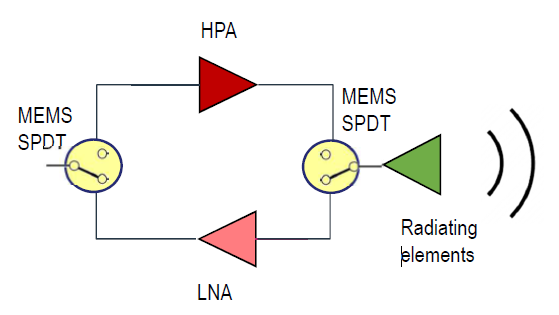 HPA
MEMS
SPDT
MEMS
SPDT
Radiating
elements
LNA